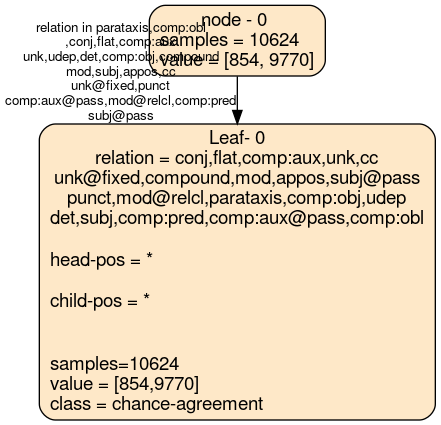 node - 0
samples = 10624
value = [854, 9770]
relation in parataxis,comp:obl
,conj,flat,comp:aux
unk,udep,det,comp:obj,compound
mod,subj,appos,cc
unk@fixed,punct
comp:aux@pass,mod@relcl,comp:pred
subj@pass
Leaf- 0
relation = conj,flat,comp:aux,unk,cc
unk@fixed,compound,mod,appos,subj@pass
punct,mod@relcl,parataxis,comp:obj,udep
det,subj,comp:pred,comp:aux@pass,comp:obl
head-pos = *
child-pos = *
samples=10624
value = [854,9770]
class = chance-agreement